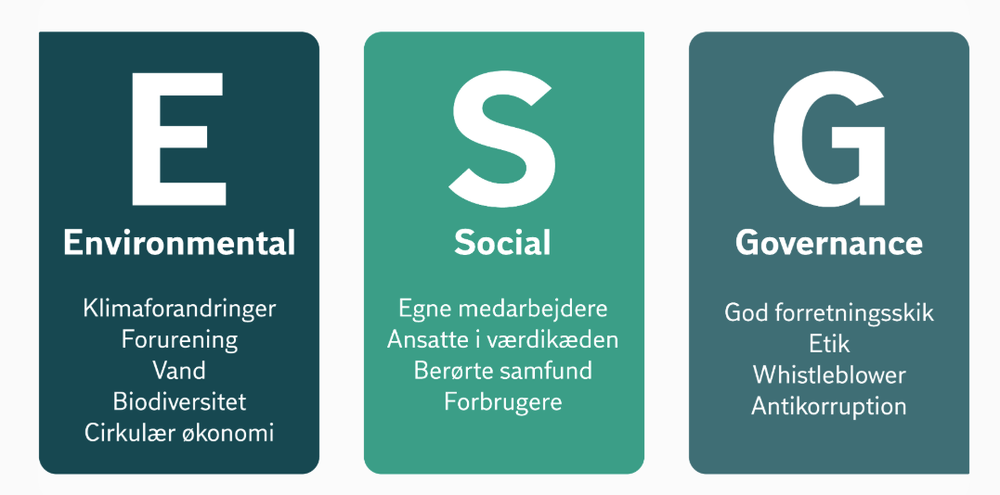 E
Environmental
Klimaforandringer
Forurening
Vand
Biodiversitet
Cirkulær økonomi
S
Social
Egne medarbejdere
Ansatte i værdikæden
Berørte samfund
Forbrugere
G
Governance
God forretningsskik
Etik
Whistleblower
Antikorruption